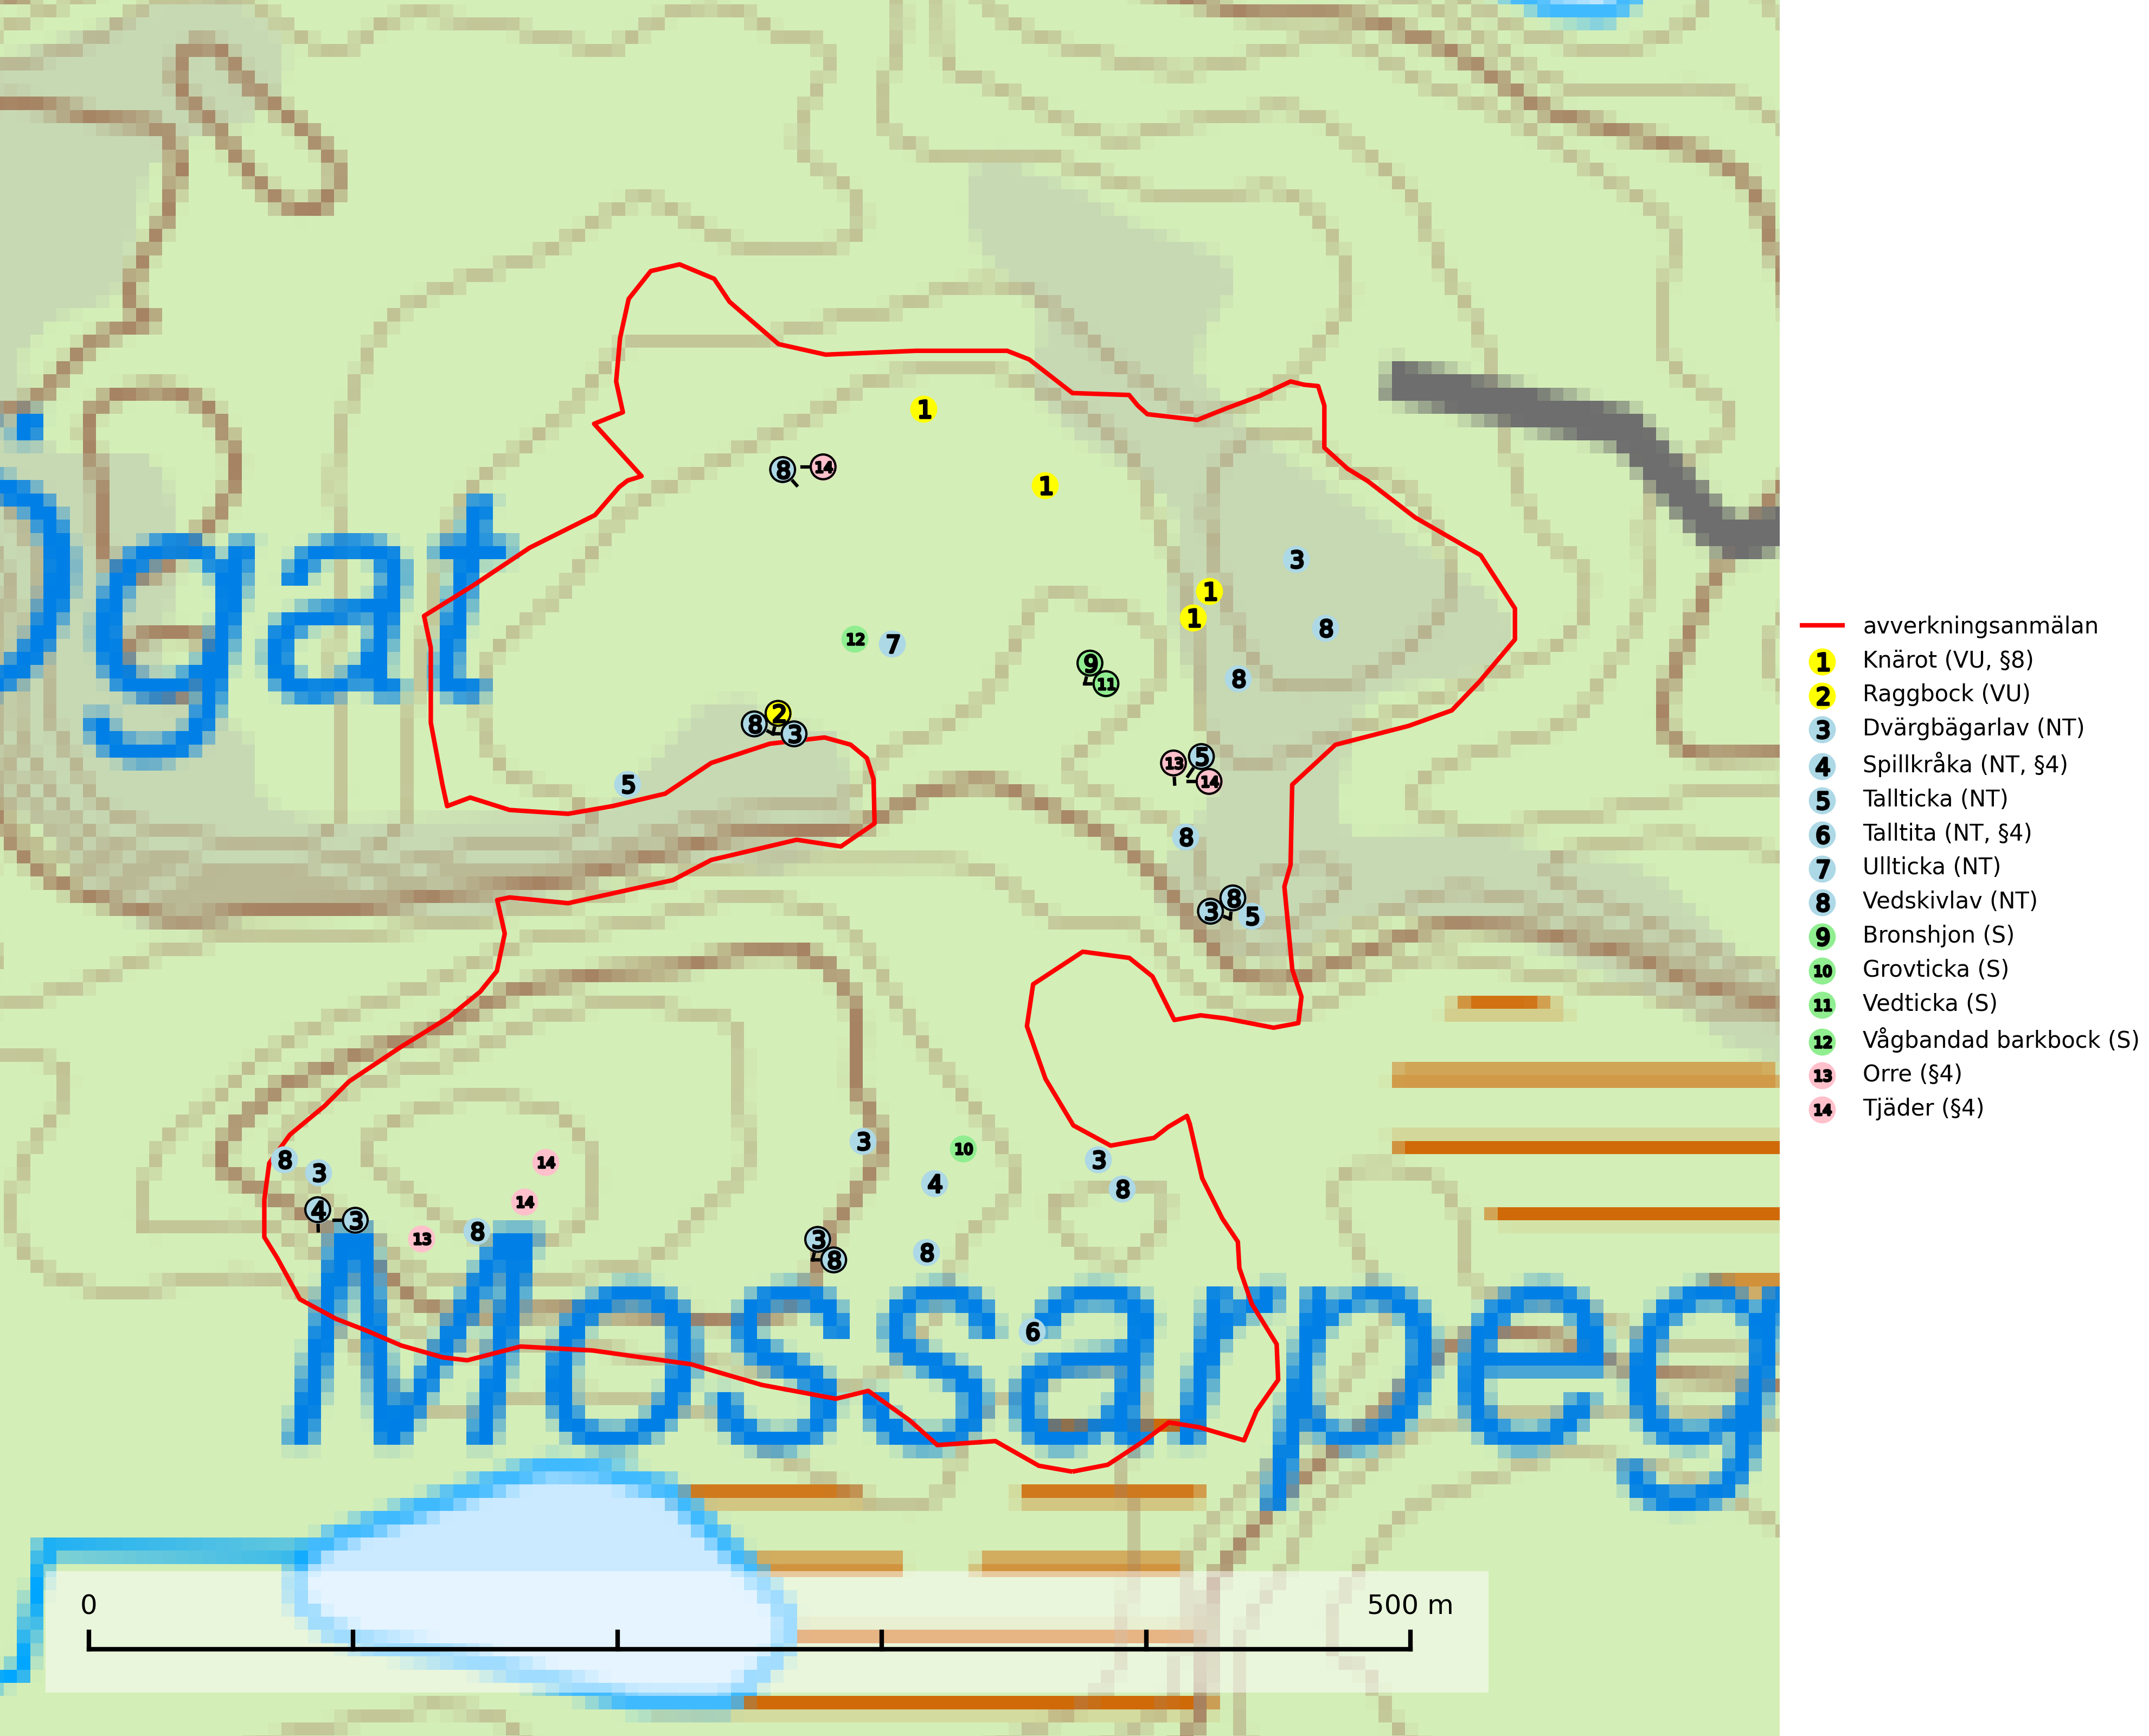 1
8 14
1
3
1
1
8
12 7
9
11
8
2
8
3
5
13 5
14
8
8
3 5
3
10
8 3
14
3
4
8
14
4
3
13
8
3
8
8
6
ogat
Mossarpeg
0
500 m
avverkningsanmälan
1 Knärot (VU, §8)
2 Raggbock (VU)
3 Dvärgbägarlav (NT)
4 Spillkråka (NT, §4)
5 Tallticka (NT)
6 Talltita (NT, §4)
7 Ullticka (NT)
8 Vedskivlav (NT)
9 Bronshjon (S)
10 Grovticka (S)
11 Vedticka (S)
12 Vågbandad barkbock (S)
13 Orre (§4)
14 Tjäder (§4)